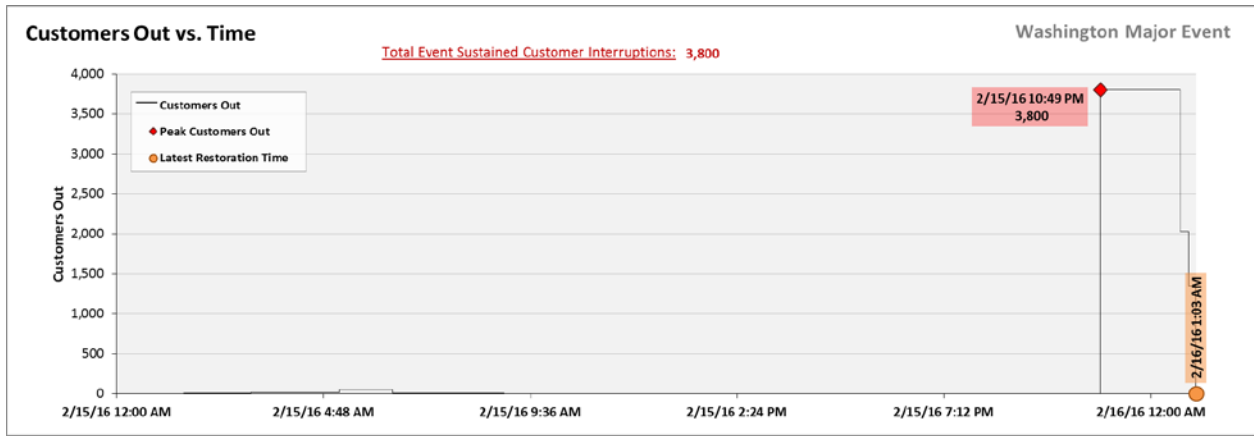 Customers Out vs. Time
Washington Major Event
Total Event Sustained Customer Interruptions: 3,800
Customers Out
4,000
3,500
3,000
2,500
2,000
1,500
1,000
500
0
Customers Out
Peak Customers Out
Latest Restoration Time
2/15/16 10:49 PM
3,800
2/16/16 1:03 AM
2/15/16 12:00 AM
2/15/16 4:48 AM
2/15/16 9:36 AM
2/15/16 2:24 PM
2/15/16 7:12 PM
2/16/16 12:00 AM